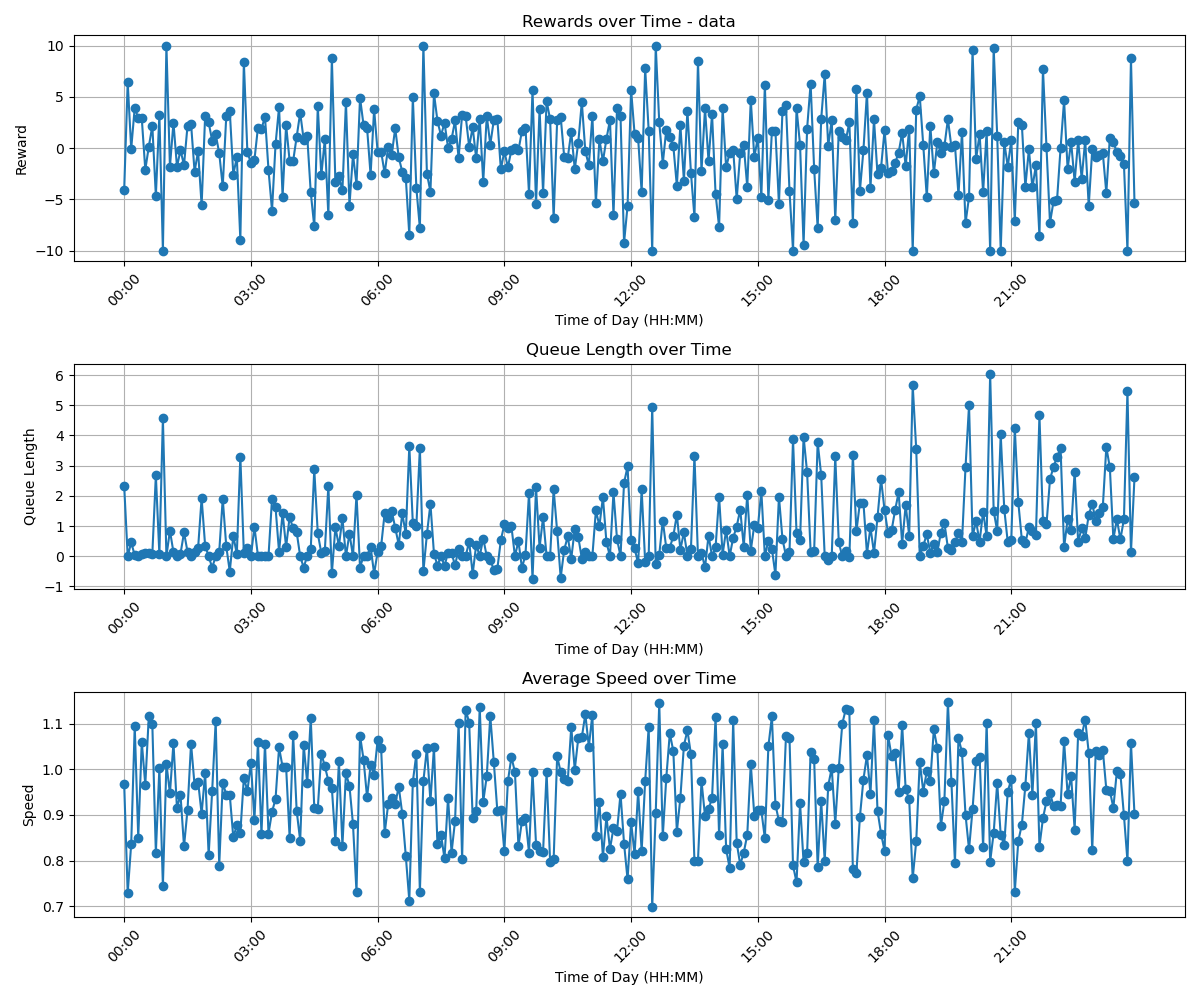 Rewards over Time - data
10
5
0
−5
−10
Reward
00:00 03:00 06:00 09:00 12:00 15:00 18:00 21:00
Time of Day (HH:MM)
Queue Length over Time
6
5
4
3
2
1
0
−1
Queue Length
00:00 03:00 06:00 09:00 12:00 15:00 18:00 21:00
Time of Day (HH:MM)
Average Speed over Time
1.1
1.0
0.9
0.8
0.7
Speed
00:00 03:00 06:00 09:00 12:00 15:00 18:00 21:00
Time of Day (HH:MM)